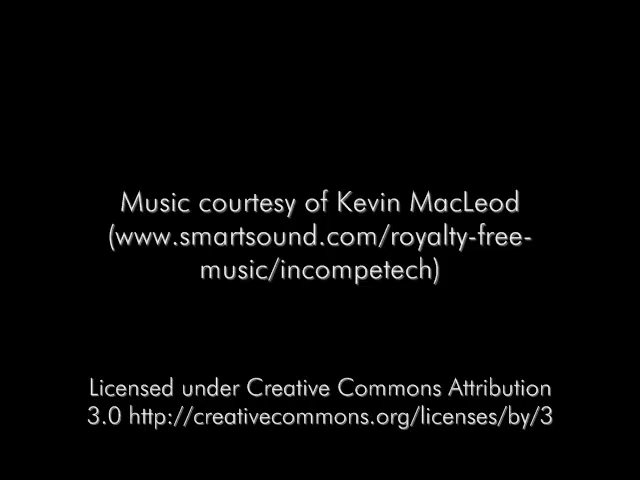 Music courtesy of Kevin MacLeod
(www.smartsound.com/royalty-free-
music/incompetech)
Licensed under Creative Commons Attribution
3.0 http://creativecommons.org/licenses/by/3